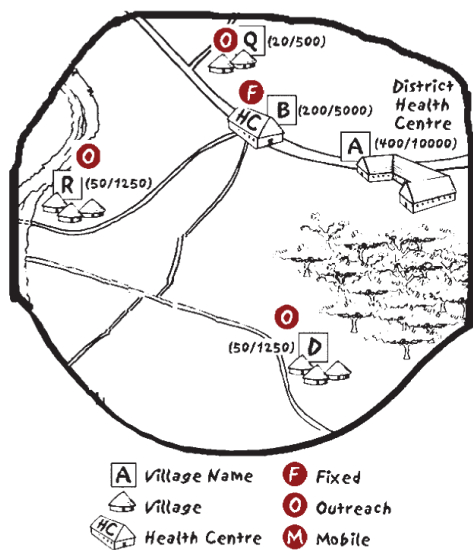 O Q (20/500)
F
B (200/5000)
HC
District
Health
Centre
A (400/10000)
O
R (50/1250)
O
(50/1250) D
A Village Name
F Fixed
Village
O Outreach
HC Health Centre
M Mobile